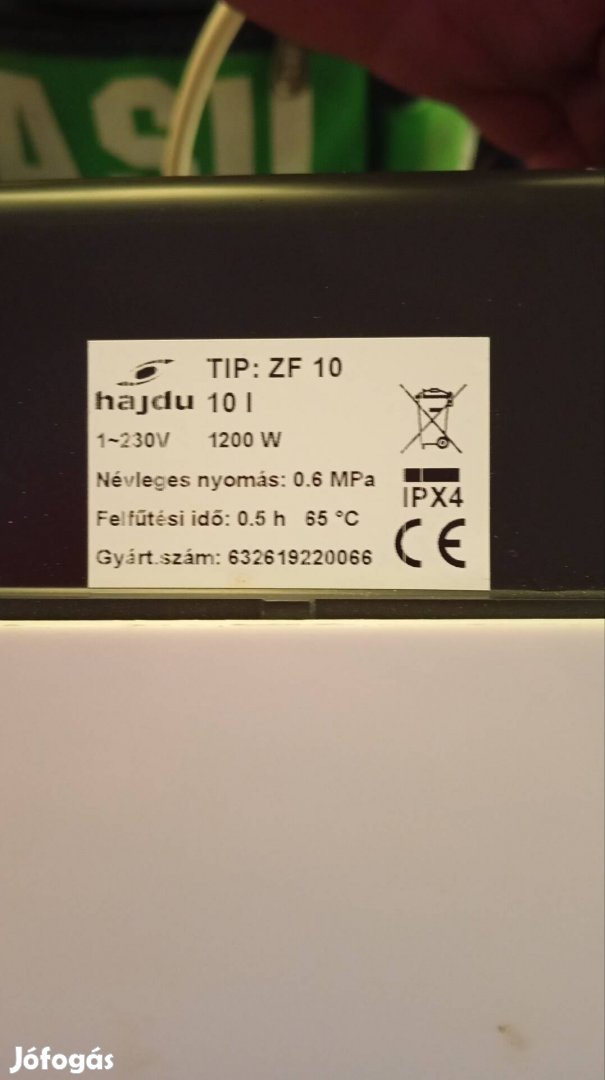 ASIL
TIP: ZF 10
hajdu 10 l
1~230V 1200 W
Névleges nyomás: 0.6 MPa
IPX4
Felfűtési idő: 0.5 h 65 °C
CE
Gyárt.szám: 632619220066
Jófogás